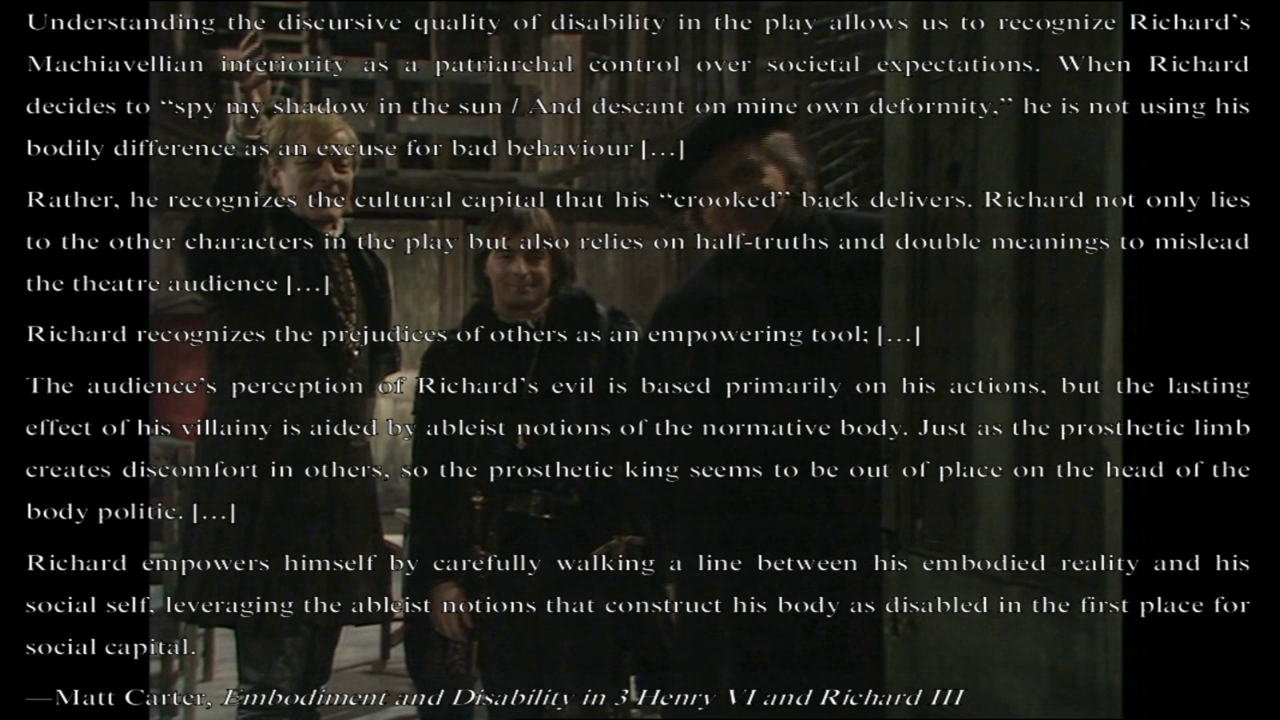 Understanding the discursive quality of disability in the play allows us to recognize Richard’s
Machiavellian interiority as a patriarchal control over societal expectations. When Richard
decides to “spy my shadow in the sun / And descant on mine own deformity,” he is not using his
bodily difference as an excuse for bad behaviour […]
Rather, he recognizes the cultural capital that his “crooked” back delivers. Richard not only lies
to the other characters in the play but also relies on half-truths and double meanings to mislead
the theatre audience […]
Richard recognizes the prejudices of others as an empowering tool; […]
The audience’s perception of Richard’s evil is based primarily on his actions, but the lasting
effect of his villainy is aided by ableist notions of the normative body. Just as the prosthetic limb
creates discomfort in others, so the prosthetic king seems to be out of place on the head of the
body politic. […]
Richard empowers himself by carefully walking a line between his embodied reality and his
social self, leveraging the ableist notions that construct his body as disabled in the first place for
social capital.
—Matt Carter, Embodiment and Disability in 3 Henry VI and Richard III